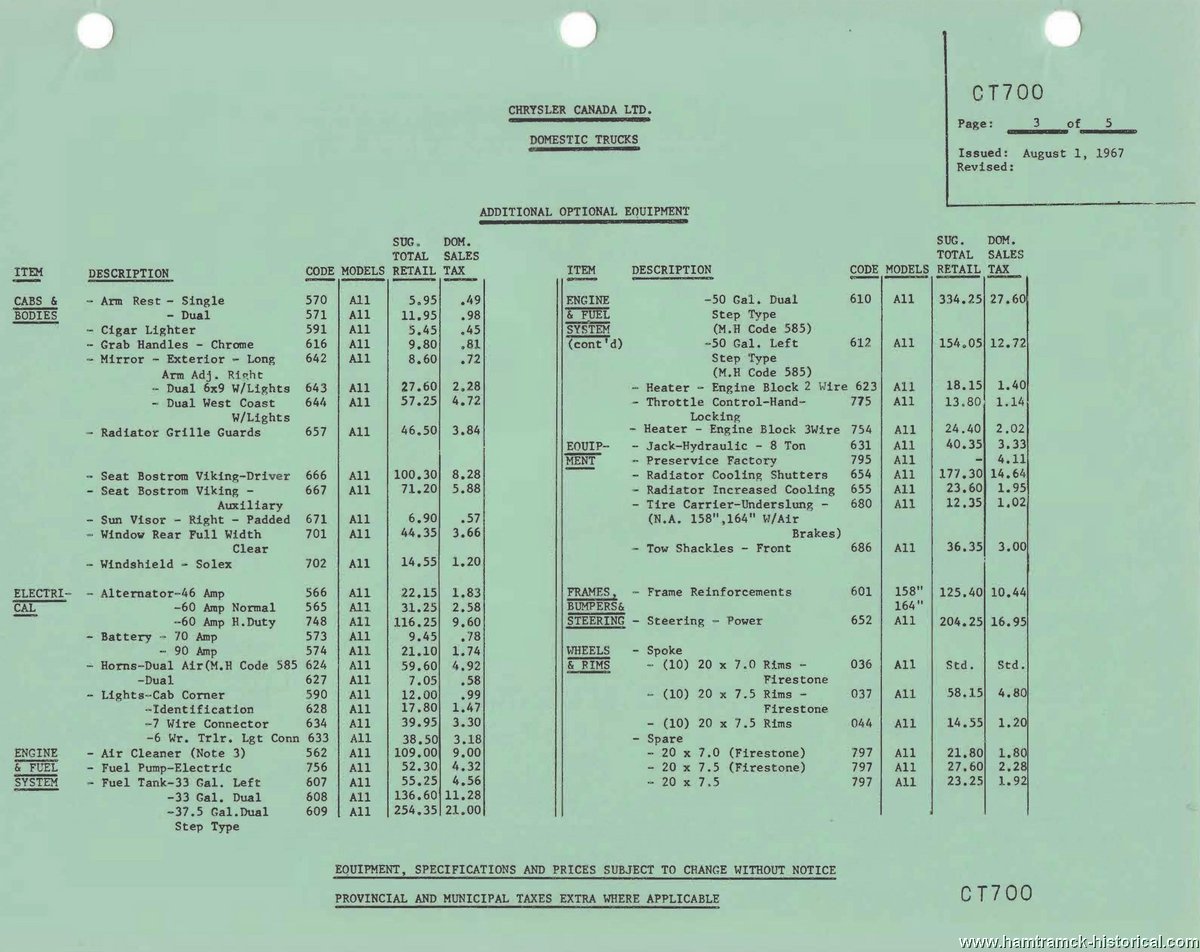 CT700
Page: 3 of 5
Issued: August 1, 1967
Revised:
CHRYSLER CANADA LTD.
DOMESTIC TRUCKS
ADDITIONAL OPTIONAL EQUIPMENT
SUG. DOM.
TOTAL SALES
ITEM DESCRIPTION CODE MODELS RETAIL TAX
CABS & - Arm Rest - Single 570 All 5.95 .49
BODIES - Dual 571 All 11.95 .98
- Cigar Lighter 591 All 5.45 .45
- Grab Handles - Chrome 616 All 9.80 .81
- Mirror - Exterior - Long 642 All 8.60 .72
Arm Adj. Right
- Dual 6x9 W/Lights 643 All 27.60 2.28
- Dual West Coast 644 All 57.25 4.72
W/Lights
- Radiator Grille Guards 657 All 46.50 3.84
- Seat Bostrom Viking-Driver 666 All 100.30 8.28
- Seat Bostrom Viking - 667 All 71.20 5.88
Auxiliary
- Sun Visor - Right - Padded 671 All 6.90 .57
- Window Rear Full Width 701 All 44.35 3.66
Clear
- Windshield - Solex 702 All 14.55 1.20
ELECTRI- - Alternator-46 Amp 566 All 22.15 1.83
CAL -60 Amp Normal 565 All 31.25 2.58
-60 Amp H.Duty 748 All 116.25 9.60
- Battery - 70 Amp 573 All 9.45 .78
- 90 Amp 574 All 21.10 1.74
- Horns-Dual Air(M.H Code 585 624 All 59.60 4.92
-Dual 627 All 7.05 .58
- Lights-Cab Corner 590 All 12.00 .99
-Identification 628 All 17.80 1.47
-7 Wire Connector 634 All 39.95 3.30
-6 Wr. Trlr. Lgt Conn 633 All 38.50 3.18
ENGINE - Air Cleaner (Note 3) 562 All 109.00 9.00
& FUEL - Fuel Pump-Electric 756 All 52.30 4.32
SYSTEM - Fuel Tank-33 Gal. Left 607 All 55.25 4.56
-33 Gal. Dual 608 All 136.60 11.28
-37.5 Gal.Dual 609 All 254.35 21.00
Step Type
SUG. DOM.
TOTAL SALES
ITEM DESCRIPTION CODE MODELS RETAIL TAX
ENGINE -50 Gal. Dual 610 All 334.25 27.60
& FUEL Step Type
SYSTEM (M.H Code 585)
(cont'd) -50 Gal. Left 612 All 154.05 12.72
Step Type
(M.H Code 585)
- Heater - Engine Block 2 Wire 623 All 18.15 1.40
- Throttle Control-Hand- 775 All 13.80 1.14
Locking
- Heater - Engine Block 3Wire 754 All 24.40 2.02
EQUIP- - Jack-Hydraulic - 8 Ton 631 All 40.35 3.33
MENT - Preservice Factory 795 All - 4.11
- Radiator Cooling Shutters 654 All 177.30 14.64
- Radiator Increased Cooling 655 All 23.60 1.95
- Tire Carrier-Underslung - 680 All 12.35 1.02
(N.A. 158",164" W/Air
Brakes)
- Tow Shackles - Front 686 All 36.35 3.00
FRAMES, - Frame Reinforcements 601 158" 125.40 10.44
BUMPERS& 164"
STEERING - Steering - Power 652 All 204.25 16.95
WHEELS - Spoke
& RIMS - (10) 20 x 7.0 Rims - 036 All Std. Std.
Firestone
- (10) 20 x 7.5 Rims - 037 All 58.15 4.80
Firestone
- (10) 20 x 7.5 Rims 044 All 14.55 1.20
- Spare
- 20 x 7.0 (Firestone) 797 All 21.80 1.80
- 20 x 7.5 (Firestone) 797 All 27.60 2.28
- 20 x 7.5 797 All 23.25 1.92
EQUIPMENT, SPECIFICATIONS AND PRICES SUBJECT TO CHANGE WITHOUT NOTICE
PROVINCIAL AND MUNICIPAL TAXES EXTRA WHERE APPLICABLE
CT700
www.hamtramck-historical.com